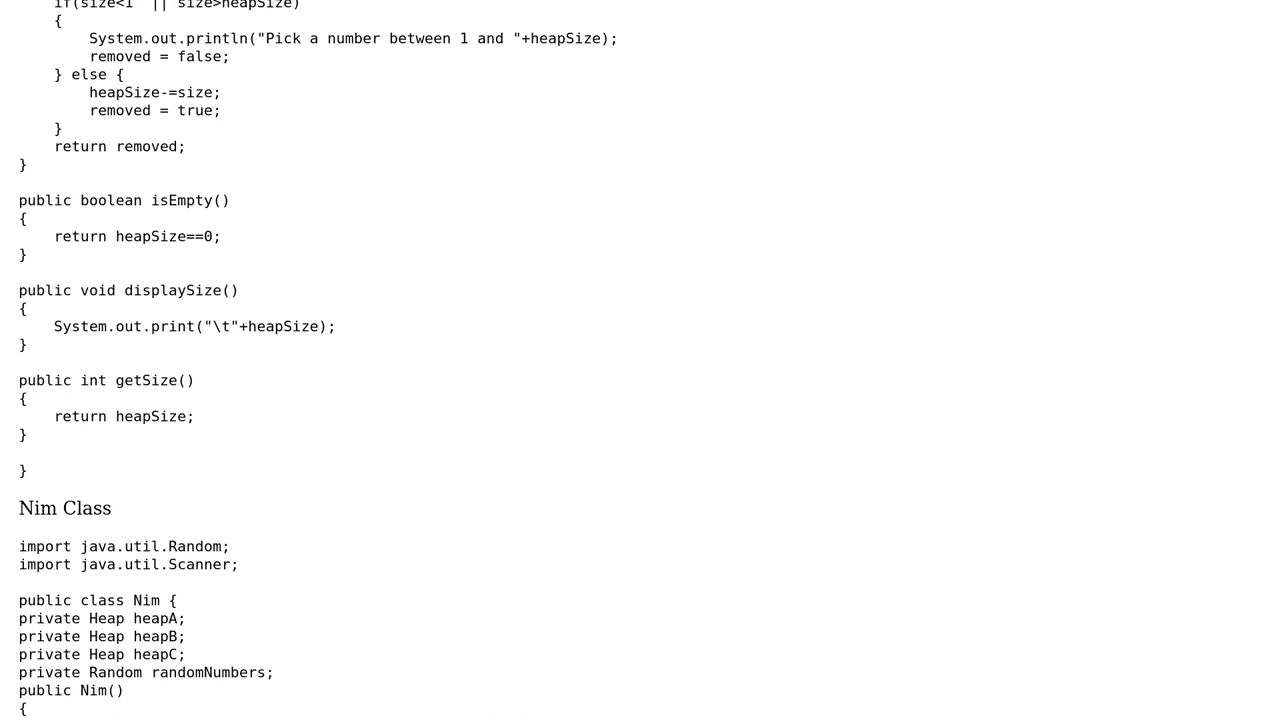 if(size<1  || size>heapSize)
    {
        System.out.println("Pick a number between 1 and "+heapSize);
        removed = false;
    } else {
        heapSize-=size;
        removed = true;
    }
    return removed;
}
public boolean isEmpty()
{
    return heapSize==0;
}
public void displaySize()
{
    System.out.print("\t"+heapSize);
}
public int getSize()
{
    return heapSize;
}
}
Nim Class
import java.util.Random;
import java.util.Scanner;
public class Nim {
private Heap heapA;
private Heap heapB;
private Heap heapC;
private Random randomNumbers;
public Nim()
{